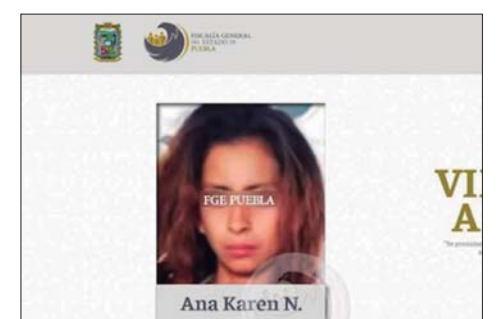 FISCALÍA GENERAL
DEL ESTADO DE
PUEBLA
FGE PUEBLA
VI
A
Ana Karen N.